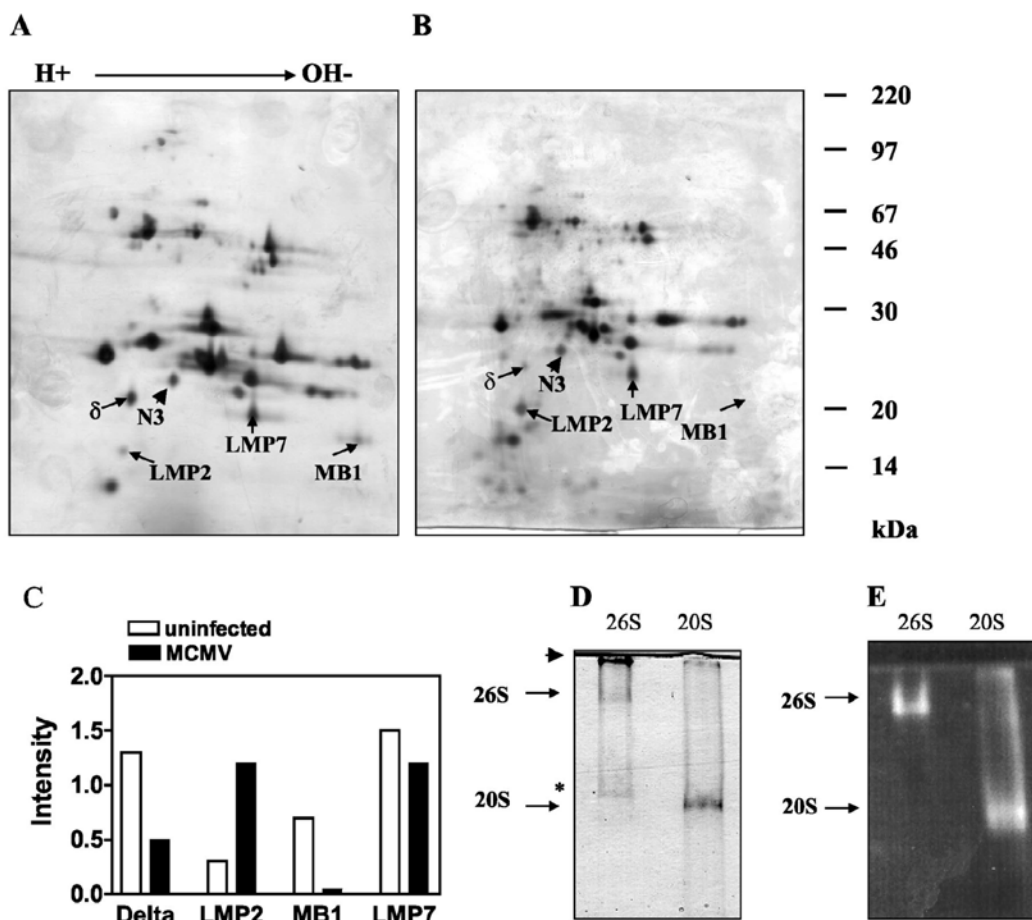 A
B
H+ OH-
220
97
67
46
30
20
14
kDa
δ
N3
LMP2
LMP7
MB1
δ
N3
LMP2
LMP7
MB1
C
uninfected
MCMV
Intensity
2.0
1.5
1.0
0.5
0.0
Delta LMP2 MB1 LMP7
D
26S 20S
26S
*
20S
E
26S 20S
26S
20S